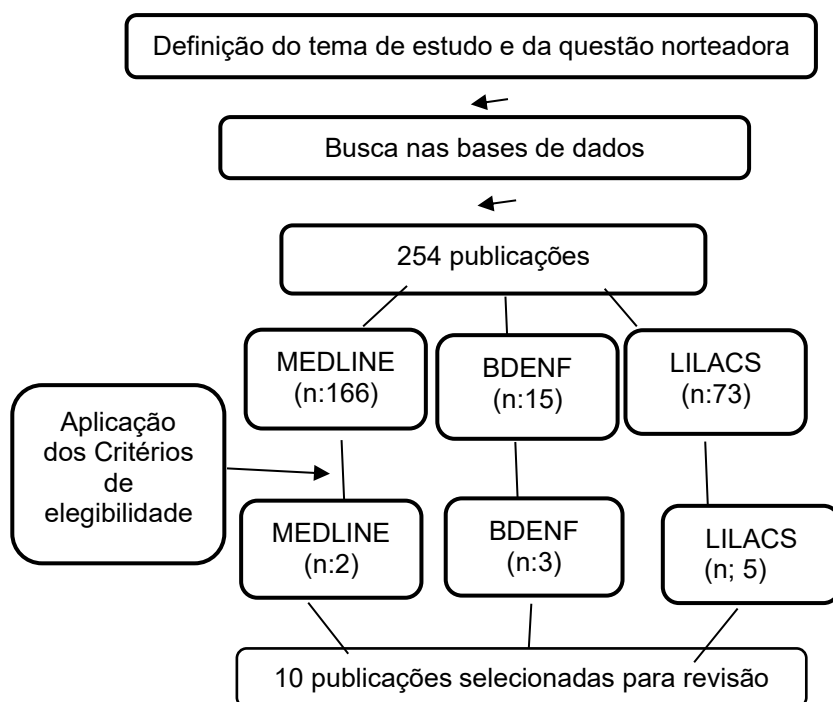 Definição do tema de estudo e da questão norteadora
Busca nas bases de dados
254 publicações
MEDLINE
(n:166)
BDENF
(n:15)
LILACS
(n:73)
Aplicação
dos Critérios
de
elegibilidade
MEDLINE
(n:2)
BDENF
(n:3)
LILACS
(n; 5)
10 publicações selecionadas para revisão